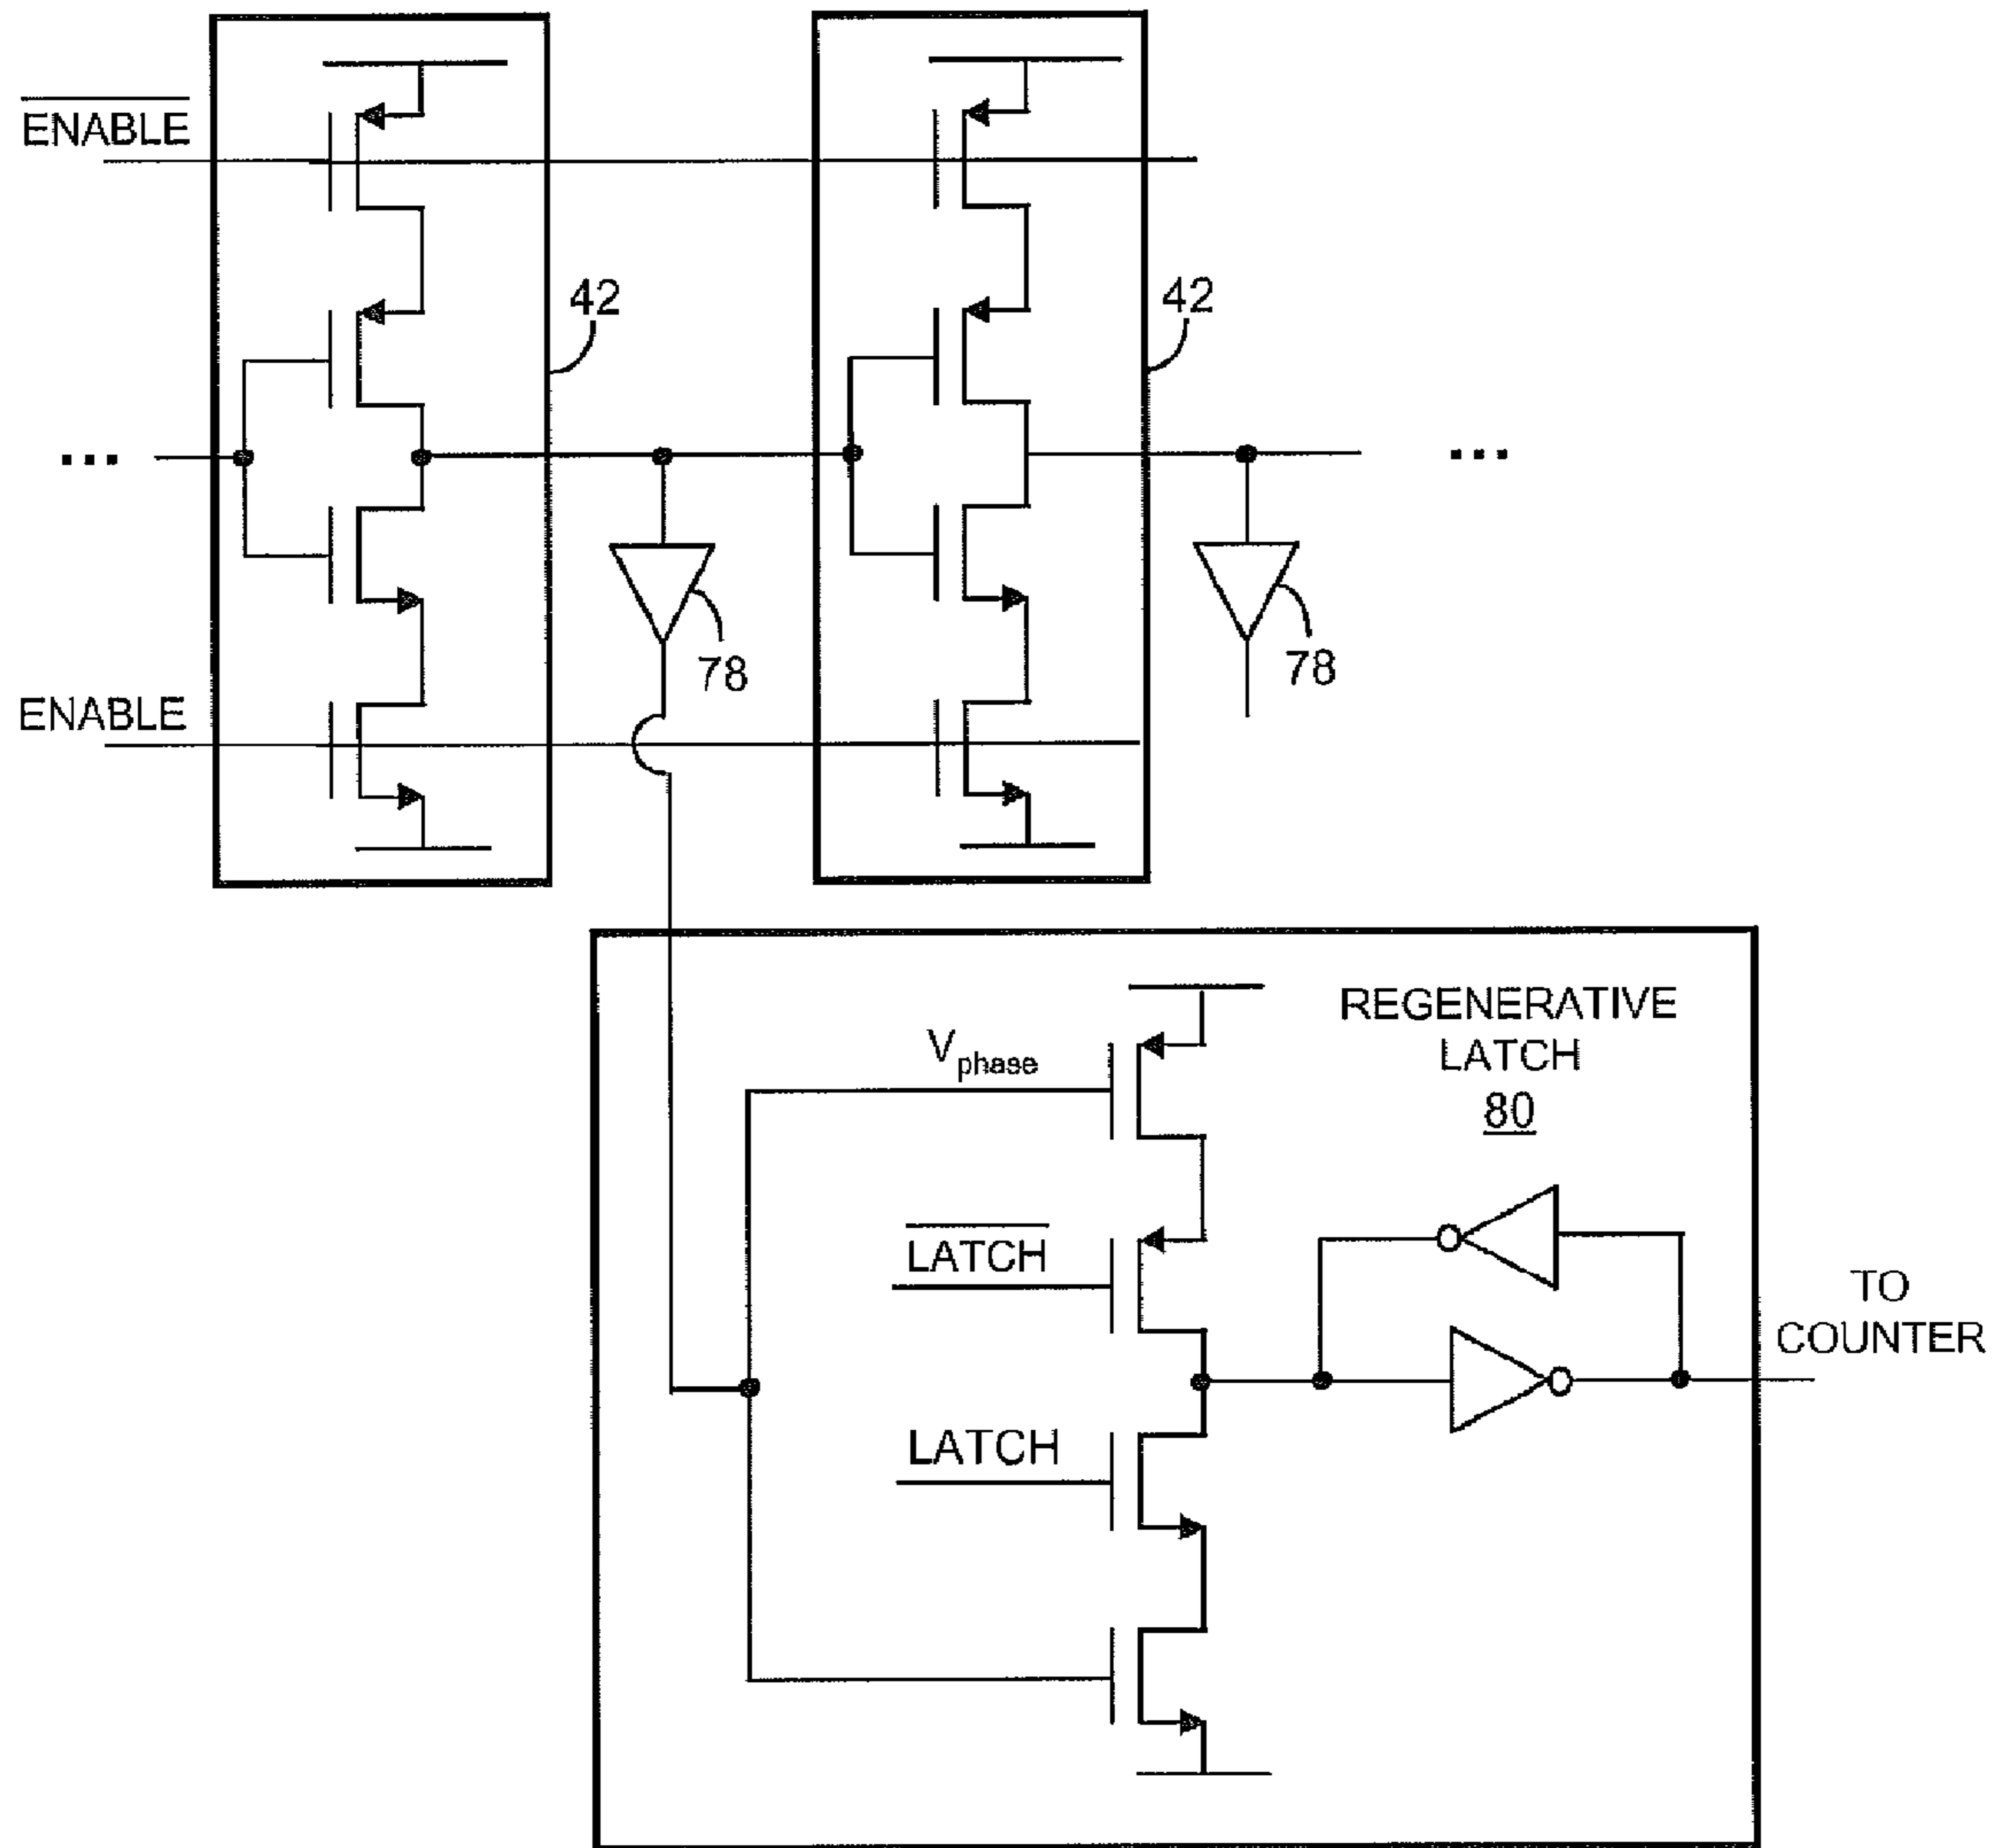 ENABLE
42
42
...
...
78
78
ENABLE
REGENERATIVE
LATCH
80
Vphase
LATCH
LATCH
TO
COUNTER